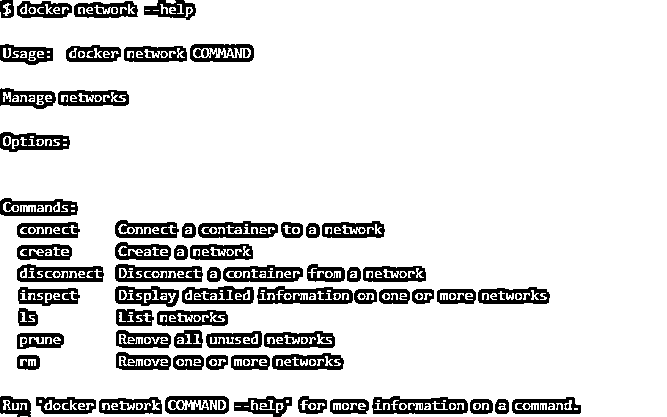 $ docker network --help
Usage:  docker network COMMAND
Manage networks
Options:
Commands:
  connect     Connect a container to a network
  create      Create a network
  disconnect  Disconnect a container from a network
  inspect     Display detailed information on one or more networks
  ls          List networks
  prune       Remove all unused networks
  rm          Remove one or more networks
Run 'docker network COMMAND --help' for more information on a command.